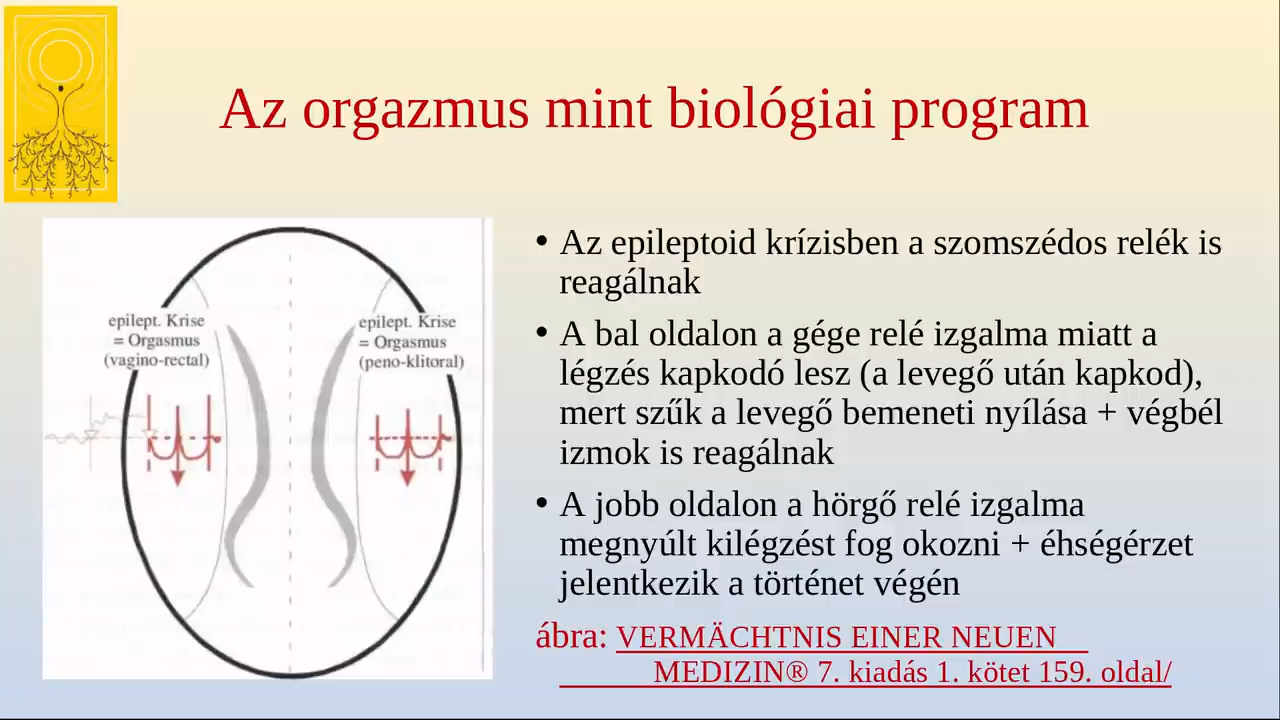 Az orgazmus mint biológiai program
epilept. Krise
= Orgasmus
(vagino-rectal)
epilept. Krise
= Orgasmus
(peno-klitoral)
• Az epileptoid krízisben a szomszédos relék is
reagálnak
• A bal oldalon a gége relé izgalma miatt a
légzés kapkodó lesz (a levegő után kapkod),
mert szűk a levegő bemeneti nyílása + végbél
izmok is reagálnak
• A jobb oldalon a hörgő relé izgalma
megnyúlt kilégzést fog okozni + éhségérzet
jelentkezik a történet végén
ábra: VERMÄCHTNIS EINER NEUEN
MEDIZIN® 7. kiadás 1. kötet 159. oldal/